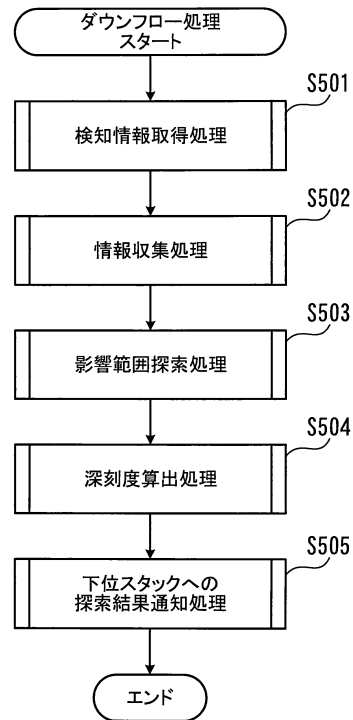 ダウンフロー処理
スタート
S501
検知情報取得処理
S502
情報収集処理
S503
影響範囲探索処理
S504
深刻度算出処理
S505
下位スタックへの
探索結果通知処理
エンド